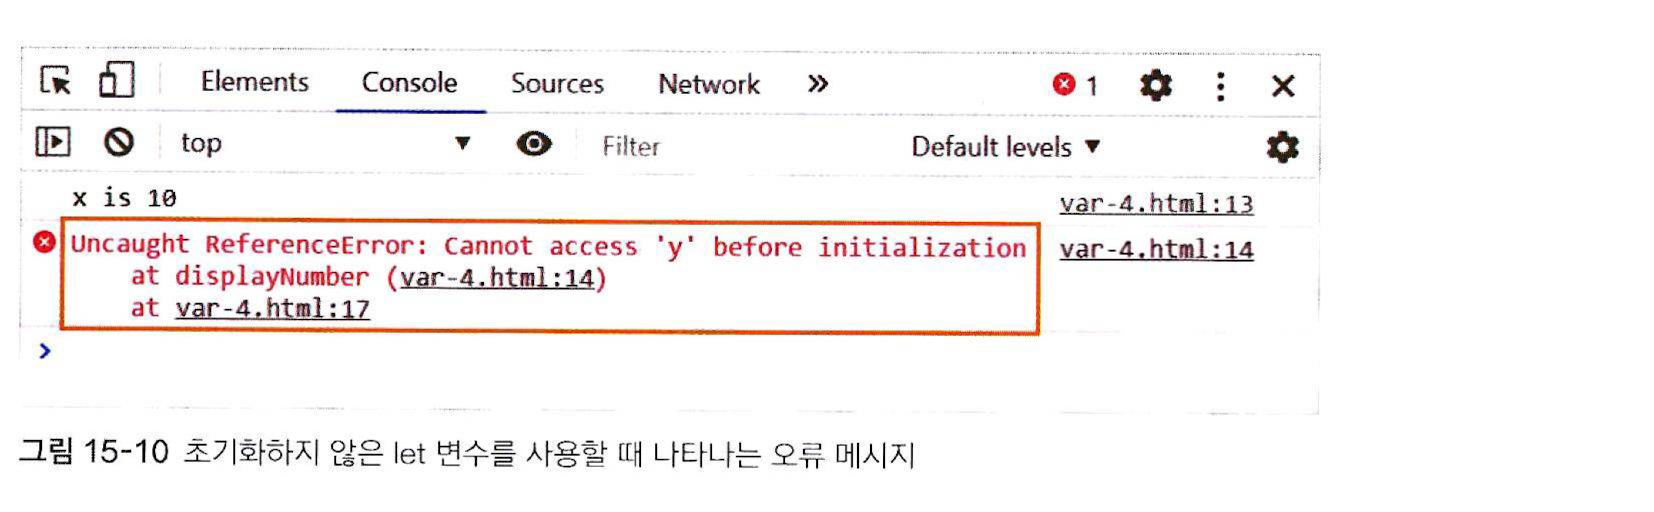 Elements Console Sources Network » 1
top Filter Default levels
x is 10 var-4.html:13
Uncaught ReferenceError: Cannot access 'y' before initialization var-4.html:14
at displayNumber (var-4.html:14)
at var-4.html:17
>
그림 15-10 초기화하지 않은 let 변수를 사용할 때 나타나는 오류 메시지